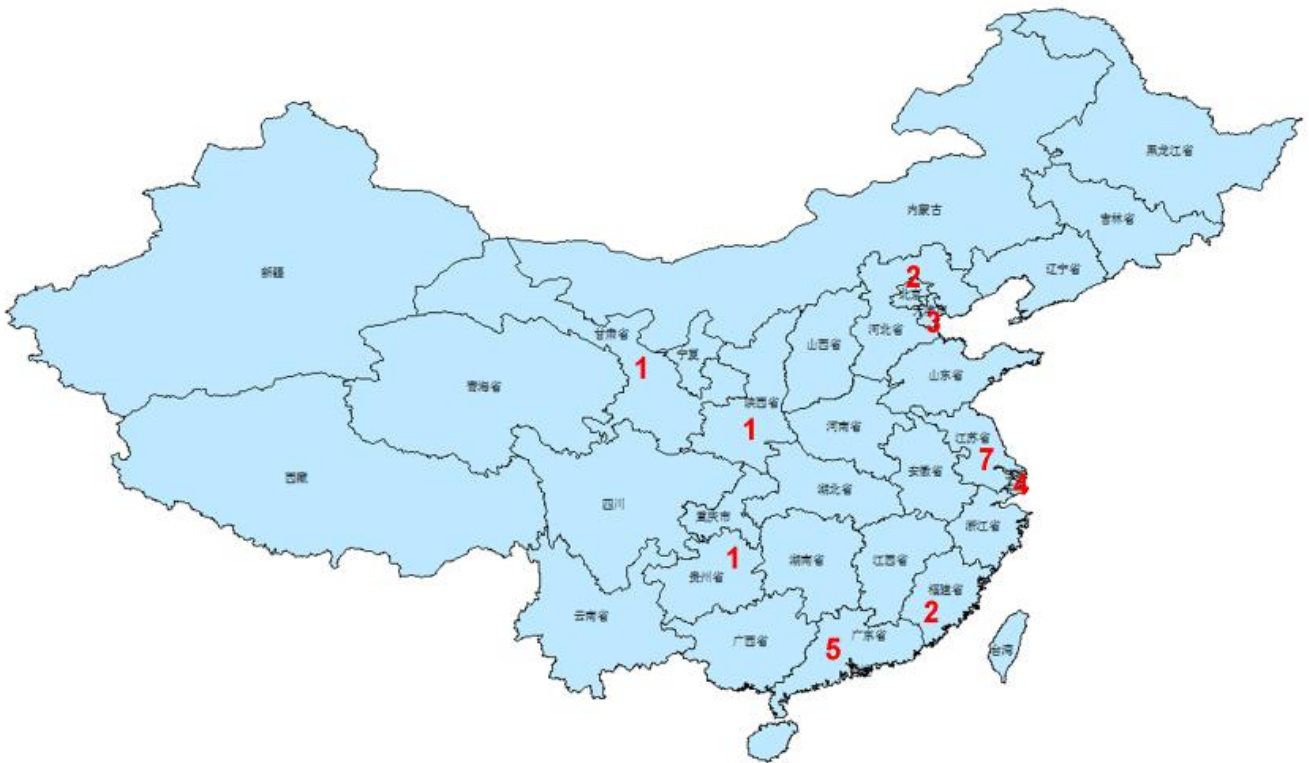 黑龙江省
内蒙古
吉林省
辽宁省
新疆
2
北京
3
河北省
甘肃省
宁夏
山西省
1
青海省
山东省
陕西省
1
河南省
江苏省
7
安徽省
4
西藏
四川
湖北省
重庆市
浙江省
1
贵州省
湖南省
江西省
福建省
2
云南省
广西省
广东省
5
台湾